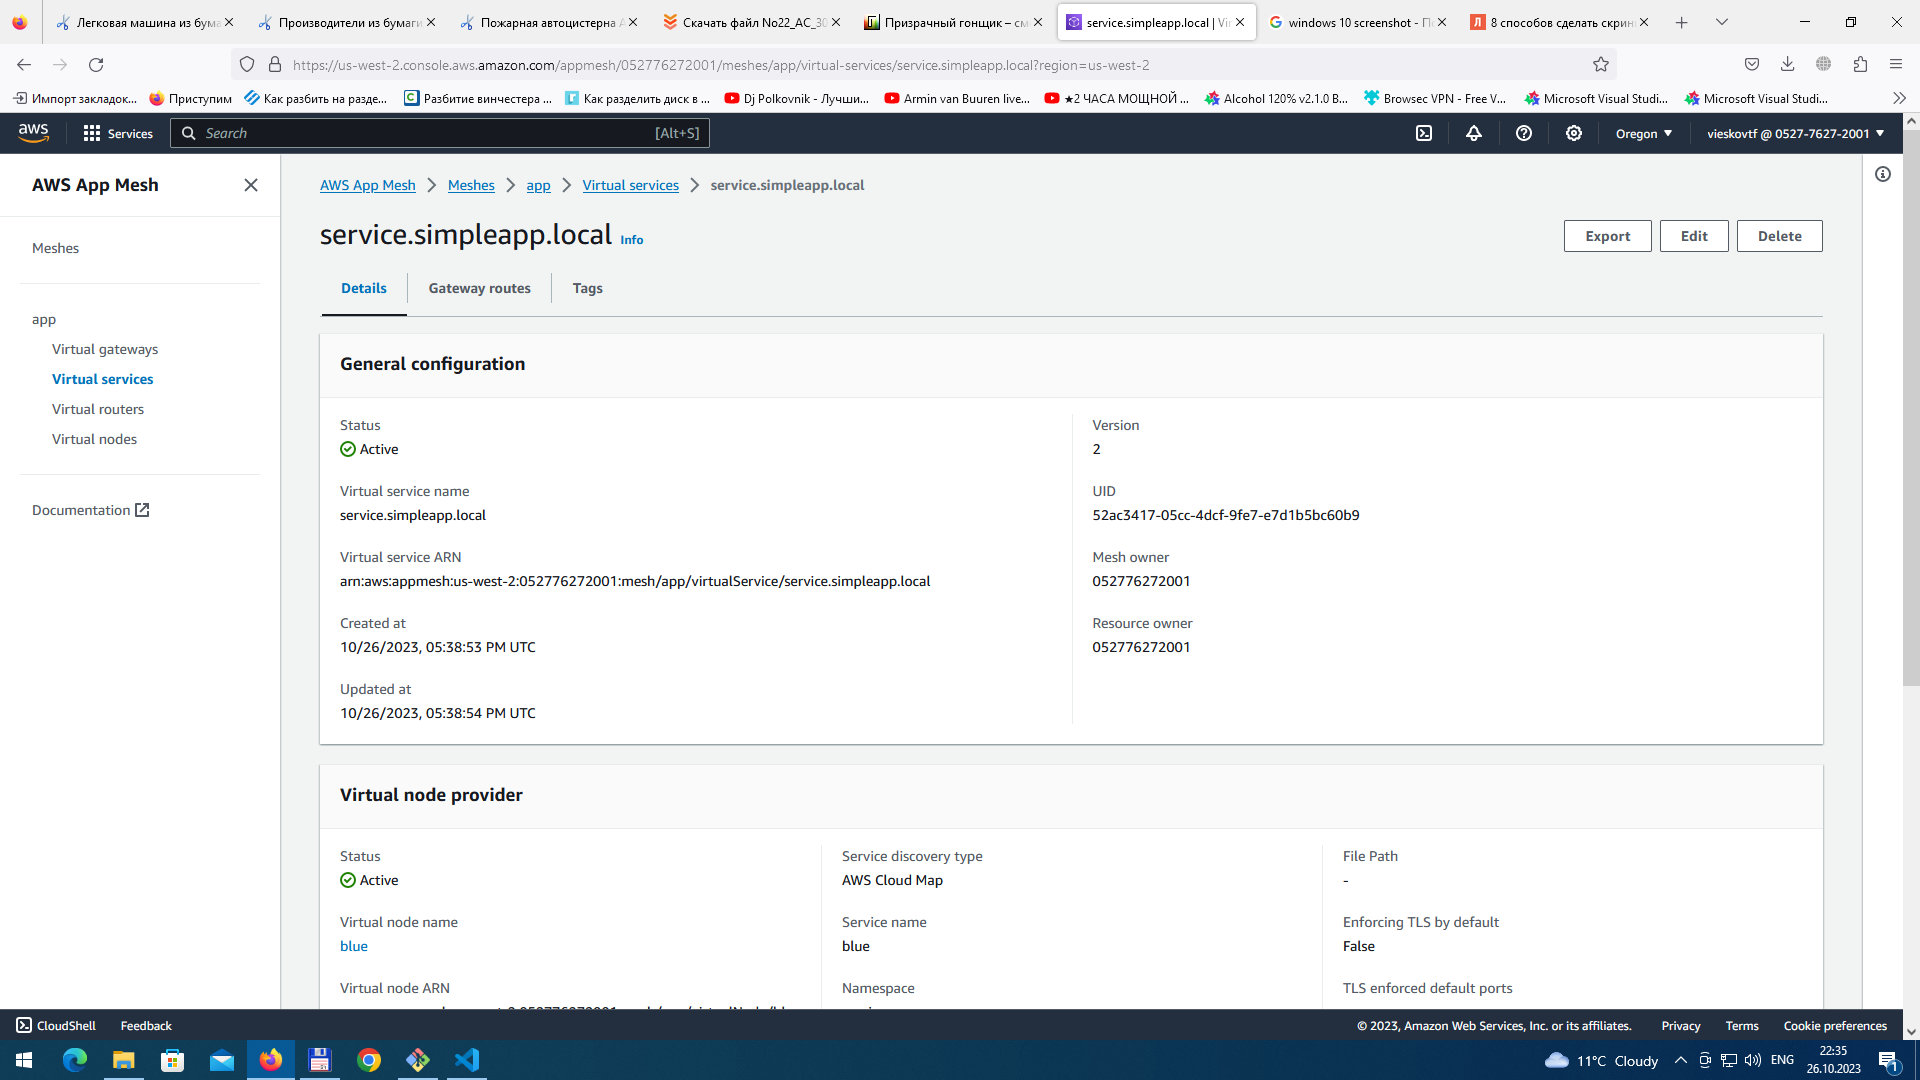 Легковая машина из бума
Производители из бумаги
Пожарная автоцистерна А
Скачать файл No22_AC_30
Призрачный гонщик – см
service.simpleapp.local | Vi
windows 10 screenshot - По
8 способов сделать скрин
https://us-west-2.console.aws.amazon.com/appmesh/052776272001/meshes/app/virtual-services/service.simpleapp.local?region=us-west-2
Импорт закладок...
Приступим
Как разбить на разде...
Разбитие винчестера ...
Как разделить диск в ...
Dj Polkovnik - Лучши...
Armin van Buuren live...
★2 ЧАСА МОЩНОЙ ...
Alcohol 120% v2.1.0 B...
Browsec VPN - Free V...
Microsoft Visual Studi...
Microsoft Visual Studi...
aws
Services
Search
[Alt+S]
Oregon
vieskovtf @ 0527-7627-2001
AWS App Mesh
Meshes
app
Virtual gateways
Virtual services
Virtual routers
Virtual nodes
Documentation
AWS App Mesh
Meshes
app
Virtual services
service.simpleapp.local
service.simpleapp.local Info
Export
Edit
Delete
Details
Gateway routes
Tags
General configuration
Status
Active
Virtual service name
service.simpleapp.local
Virtual service ARN
arn:aws:appmesh:us-west-2:052776272001:mesh/app/virtualService/service.simpleapp.local
Created at
10/26/2023, 05:38:53 PM UTC
Updated at
10/26/2023, 05:38:54 PM UTC
Version
2
UID
52ac3417-05cc-4dcf-9fe7-e7d1b5bc60b9
Mesh owner
052776272001
Resource owner
052776272001
Virtual node provider
Status
Active
Virtual node name
blue
Virtual node ARN
Service discovery type
AWS Cloud Map
Service name
blue
Namespace
File Path
-
Enforcing TLS by default
False
TLS enforced default ports
CloudShell
Feedback
© 2023, Amazon Web Services, Inc. or its affiliates.
Privacy
Terms
Cookie preferences
11°C Cloudy
ENG
22:35
26.10.2023
1